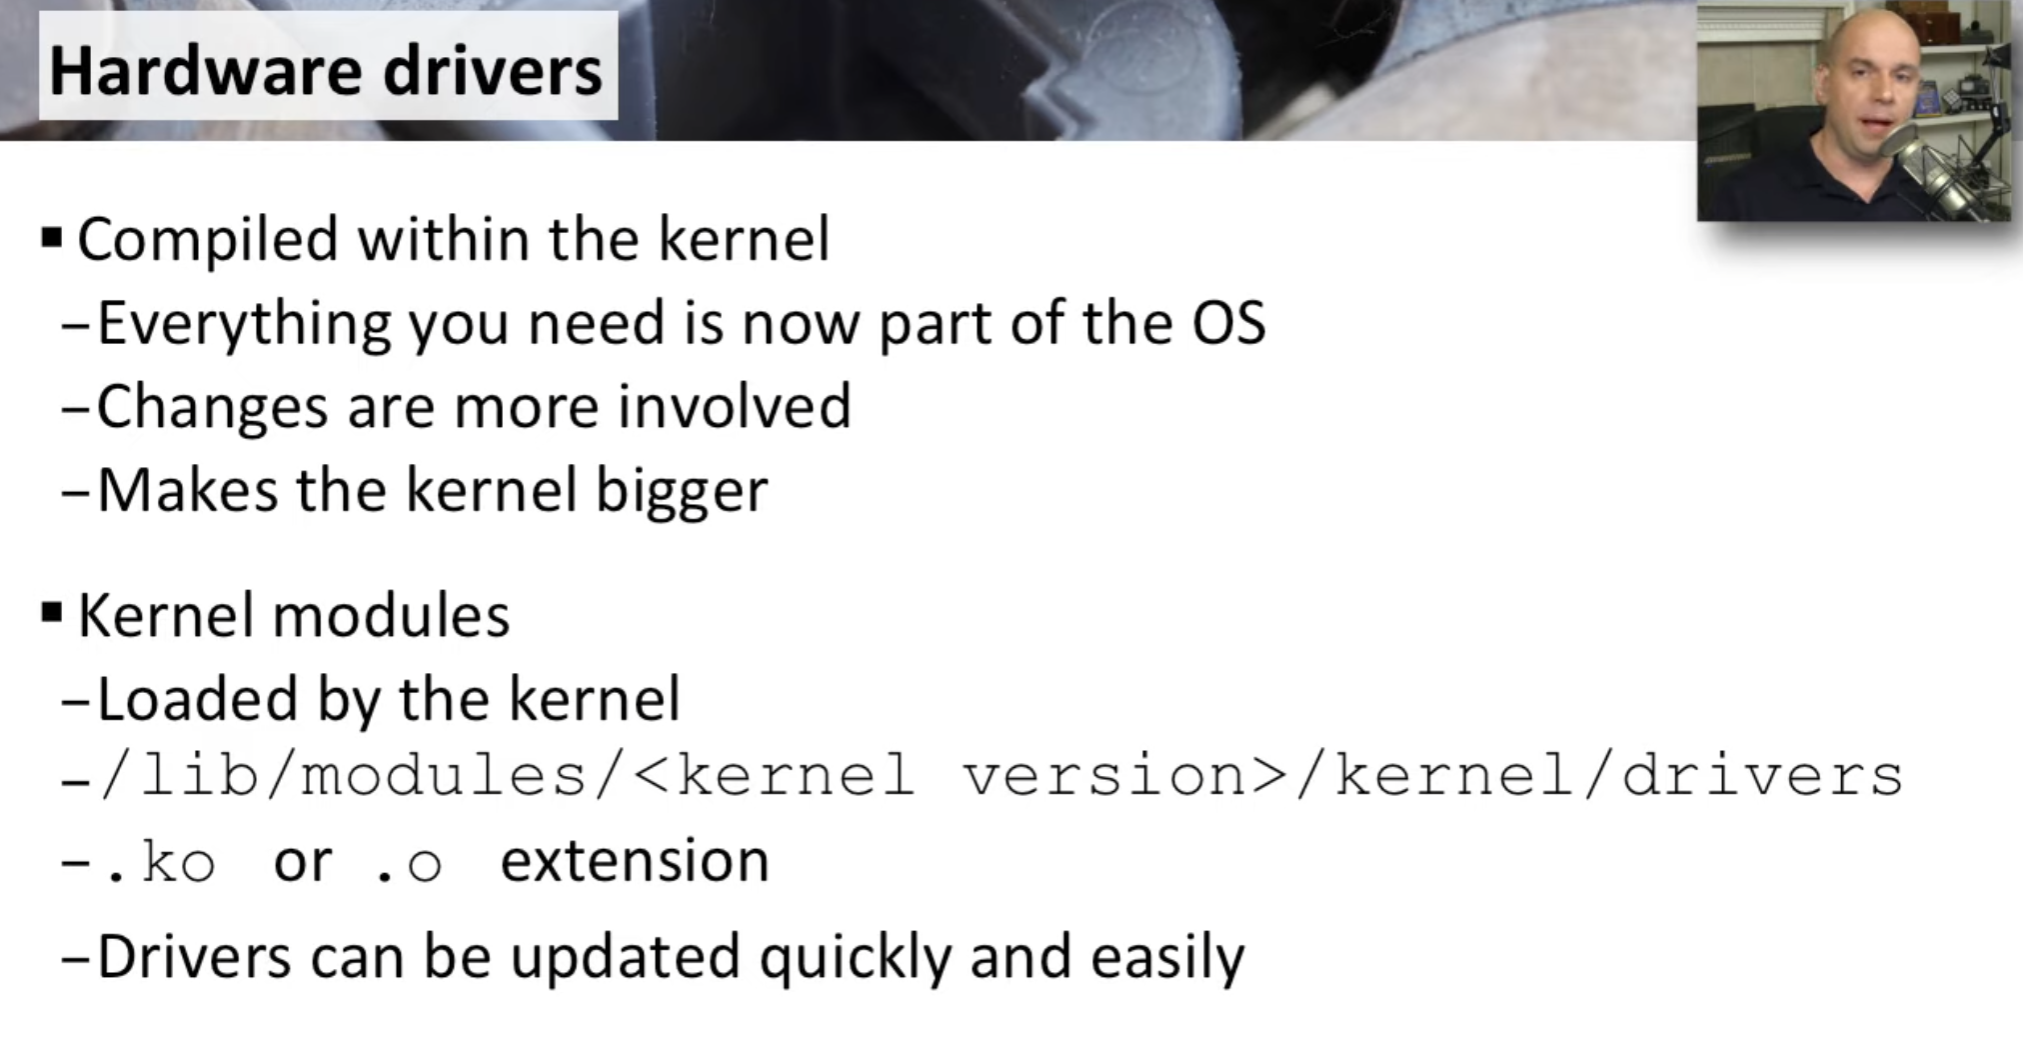 Hardware drivers
▪ Compiled within the kernel
–Everything you need is now part of the OS
–Changes are more involved
–Makes the kernel bigger
▪ Kernel modules
–Loaded by the kernel
–/lib/modules/<kernel version>/kernel/drivers
–.ko or .o extension
–Drivers can be updated quickly and easily